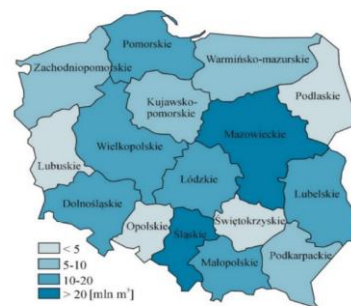 Pomorskie
Warmińsko-mazurskie
Zachodniopomorskie
Podlaskie
Kujawsko-
pomorskie
Mazowieckie
Wielkopolskie
Lubuskie
Łódzkie
Lubelskie
Dolnośląskie
Opolskie
Świętokrzyskie
Śląskie
Małopolskie
Podkarpackie
< 5
5-10
10-20
> 20 [mln m³]